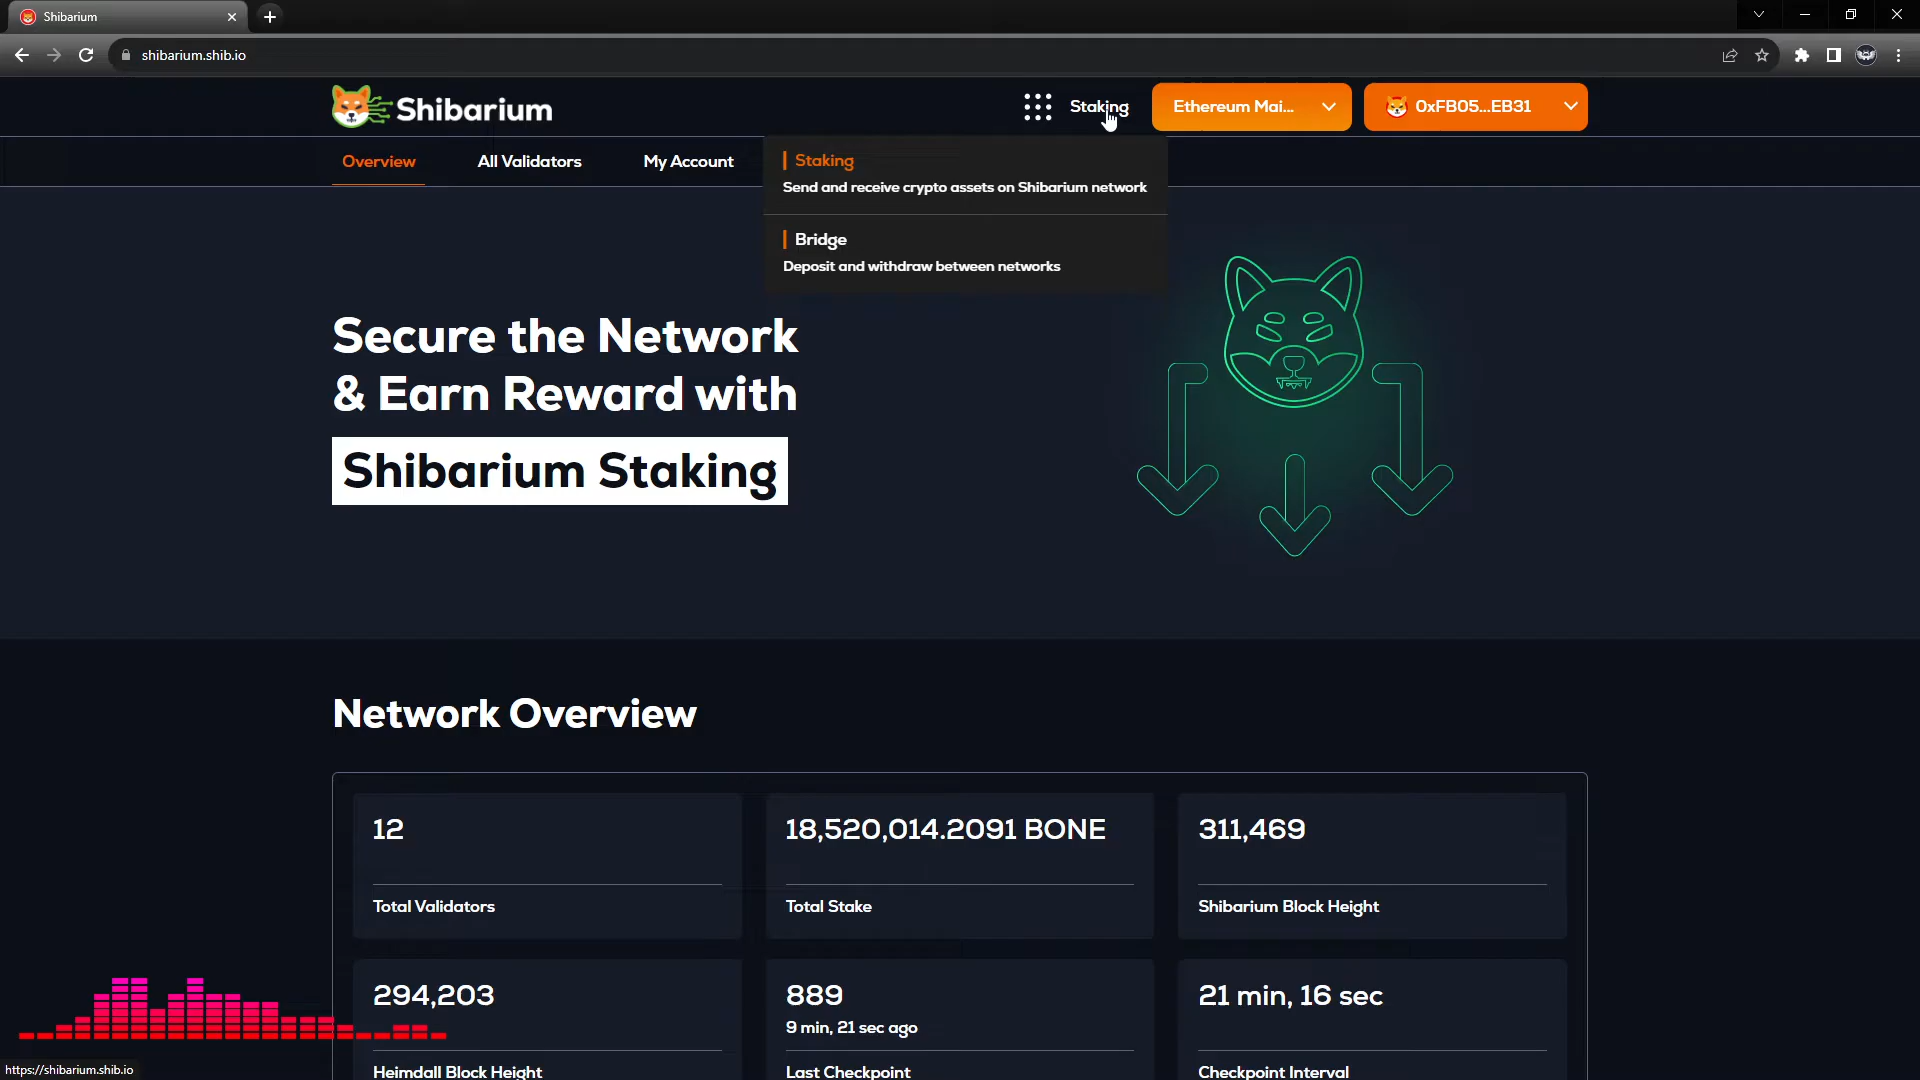 Shibarium
shibarium.shib.io
Shibarium
Staking
Ethereum Mai...
0xFB05...EB31
Overview
All Validators
My Account
Staking
Send and receive crypto assets on Shibarium network
Bridge
Deposit and withdraw between networks
Secure the Network
& Earn Reward with
Shibarium Staking
Network Overview
12
Total Validators
18,520,014.2091 BONE
Total Stake
311,469
Shibarium Block Height
294,203
Heimdall Block Height
889
9 min, 21 sec ago
Last Checkpoint
21 min, 16 sec
Checkpoint Interval
https://shibarium.shib.io